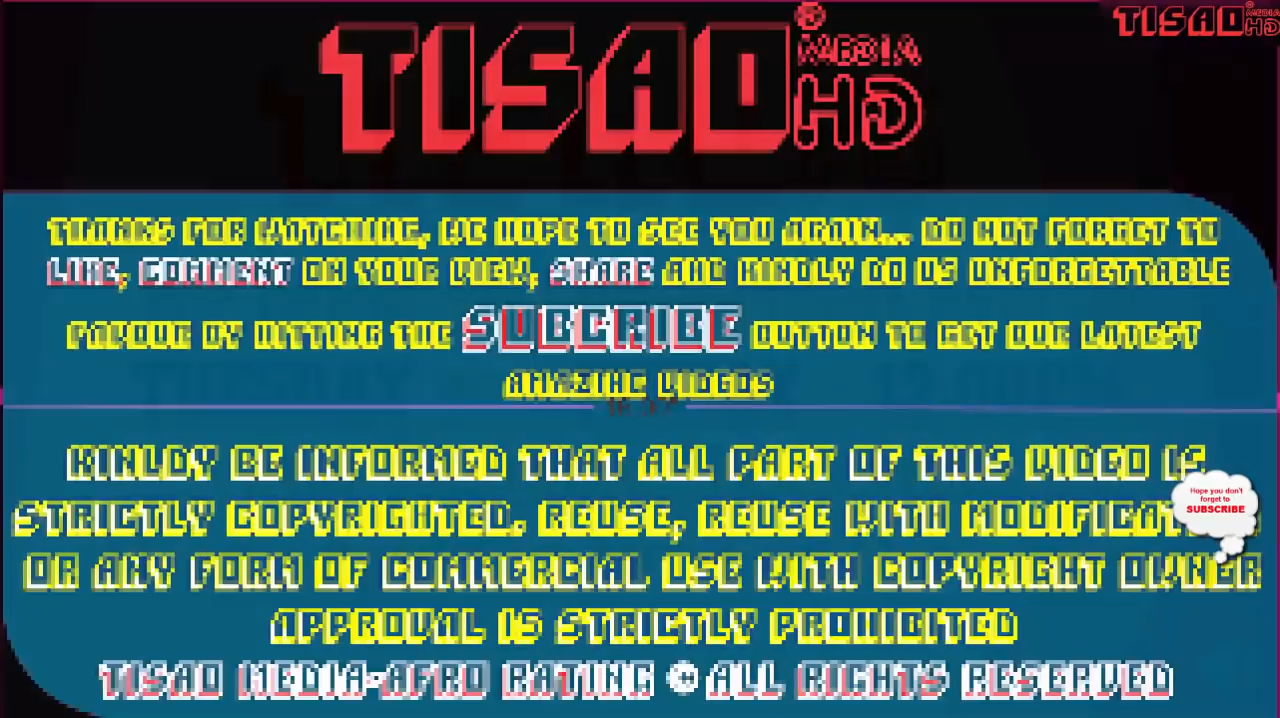 TISAO® MEDIA HD
TISAO® MEDIA HD
THANKS FOR WATCHING, WE HOPE TO SEE YOU AGAIN... DO NOT FORGET TO
LIKE, COMMENT ON YOUR VIEW, SHARE AND KINDLY DO US UNFORGETTABLE
FAVOUR BY HITTING THE SUBCRIBE BUTTON TO GET OUR LATEST
AMAZING VIDEOS
KINLDY BE INFORMED THAT ALL PART OF THIS VIDEO IS
STRICTLY COPYRIGHTED. REUSE, REUSE WITH
OR ANY FORM OF COMMERCIAL USE WITH COPYRIGHT OWNER
APPROVAL IS STRICTLY PROHIBITED
TISAO MEDIA-AFRO RATING © ALL RIGHTS RESERVED
Hope you don't
forget to
SUBSCRIBE